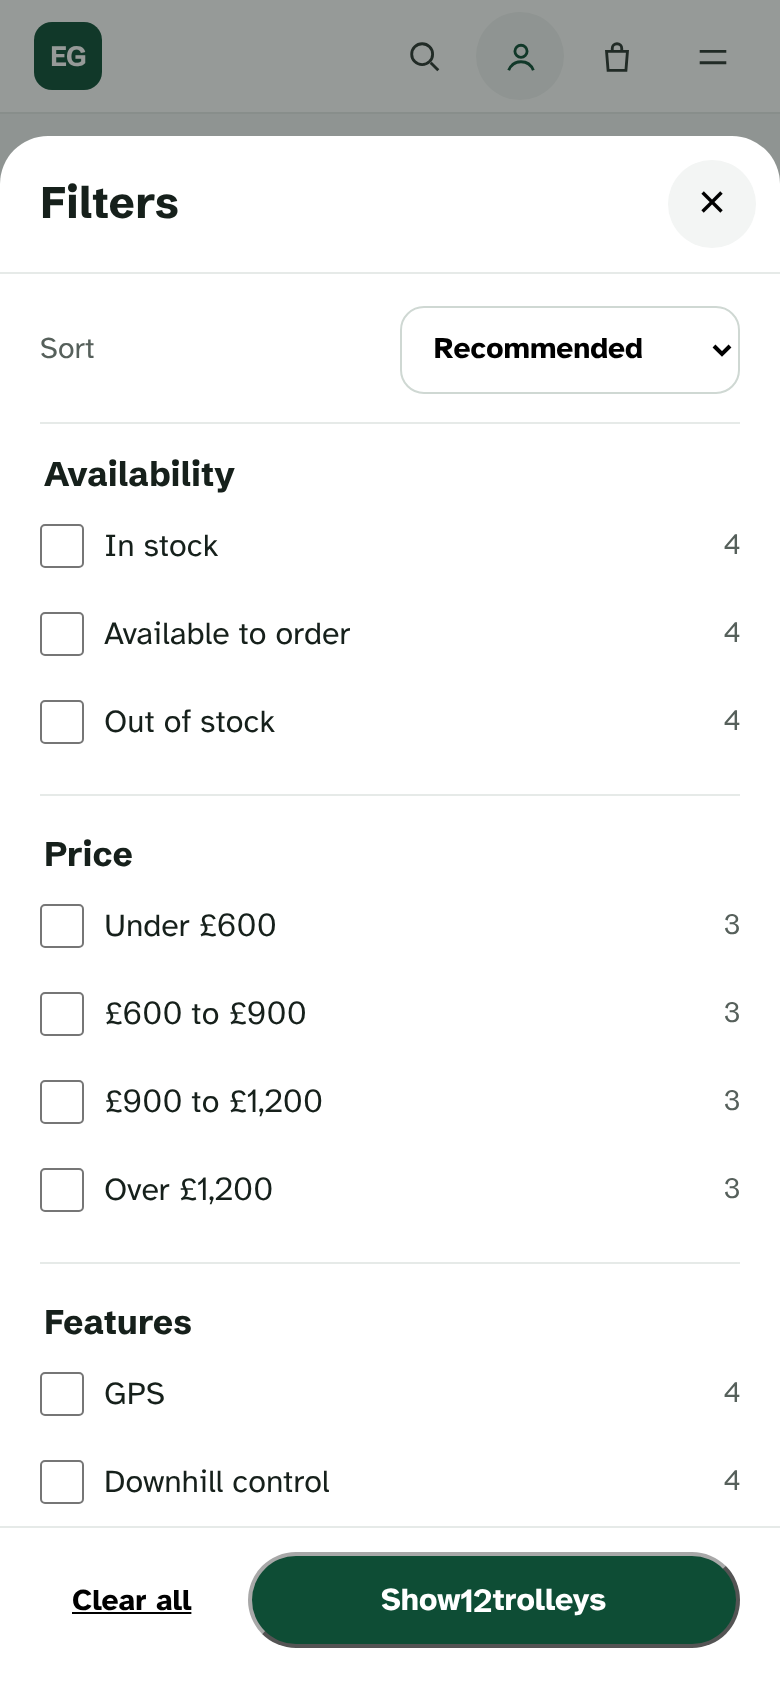 EG
Filters
Sort
Recommended
Availability
In stock 4
Available to order 4
Out of stock 4
Price
Under £600 3
£600 to £900 3
£900 to £1,200 3
Over £1,200 3
Features
GPS 4
Downhill control 4
Clear all
Show12trolleys